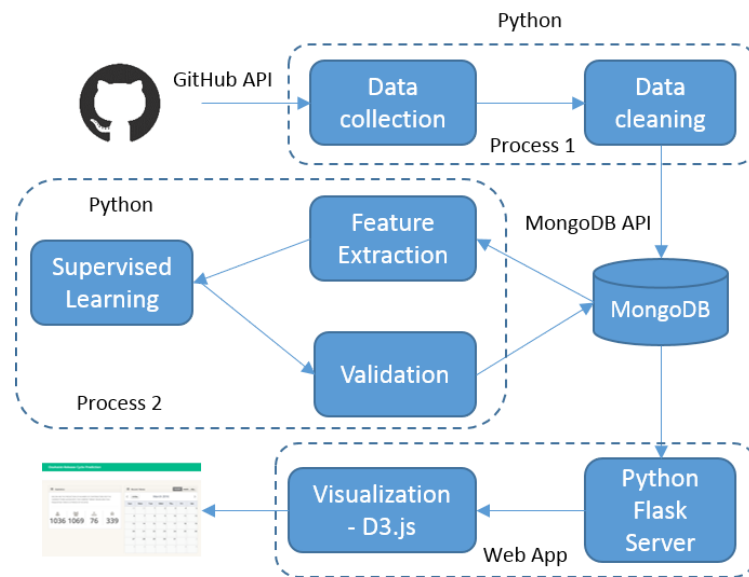 Python
GitHub API
Data
collection
Data
cleaning
Process 1
Python
Feature
Extraction
MongoDB API
Supervised
Learning
MongoDB
Validation
Process 2
Visualization
- D3.js
Python
Flask
Server
Web App
1036 1069 76 339